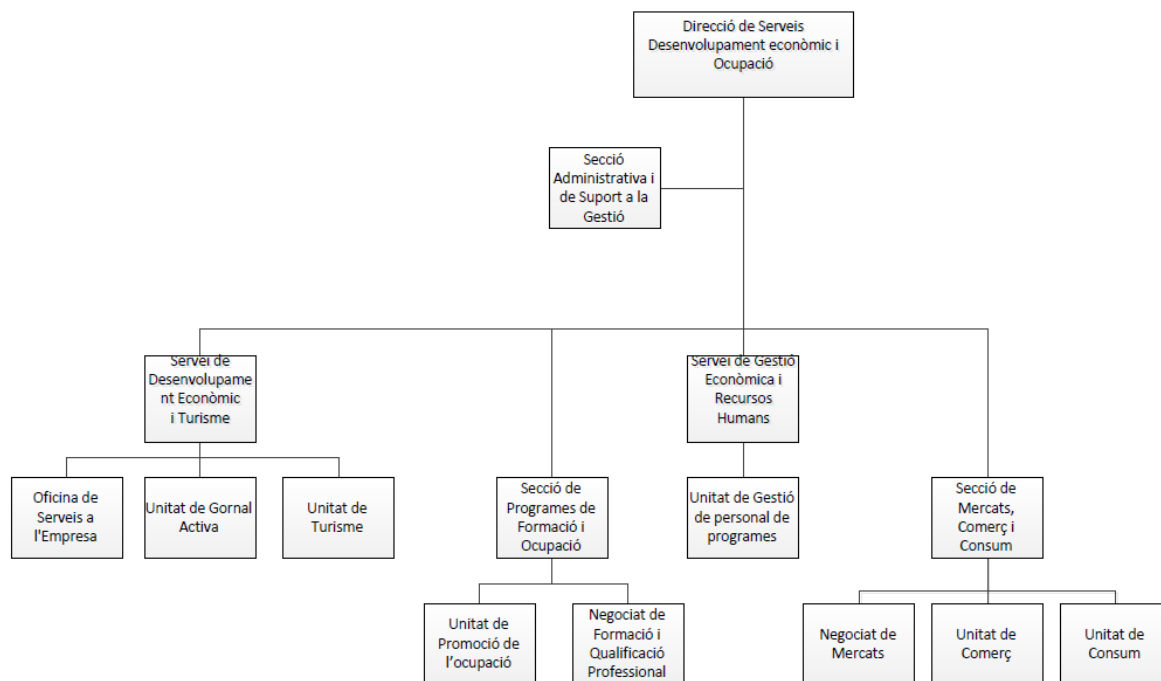 Direcció de Serveis
Desenvolupament econòmic i
Ocupació
Secció
Administrativa i
de Suport a la
Gestió
Servei de
Desenvolupame
nt Econòmic
i Turisme
Servei de Gestió
Econòmica i
Recursos
Humans
Oficina de
Serveis a
l'Empresa
Unitat de Gornal
Activa
Unitat de
Turisme
Secció de
Programes de
Formació i
Ocupació
Unitat de Gestió
de personal de
programes
Secció de
Mercats,
Comerç i
Consum
Unitat de
Promoció de
l’ocupació
Negociat de
Formació i
Qualificació
Professional
Negociat de
Mercats
Unitat de
Comerç
Unitat de
Consum